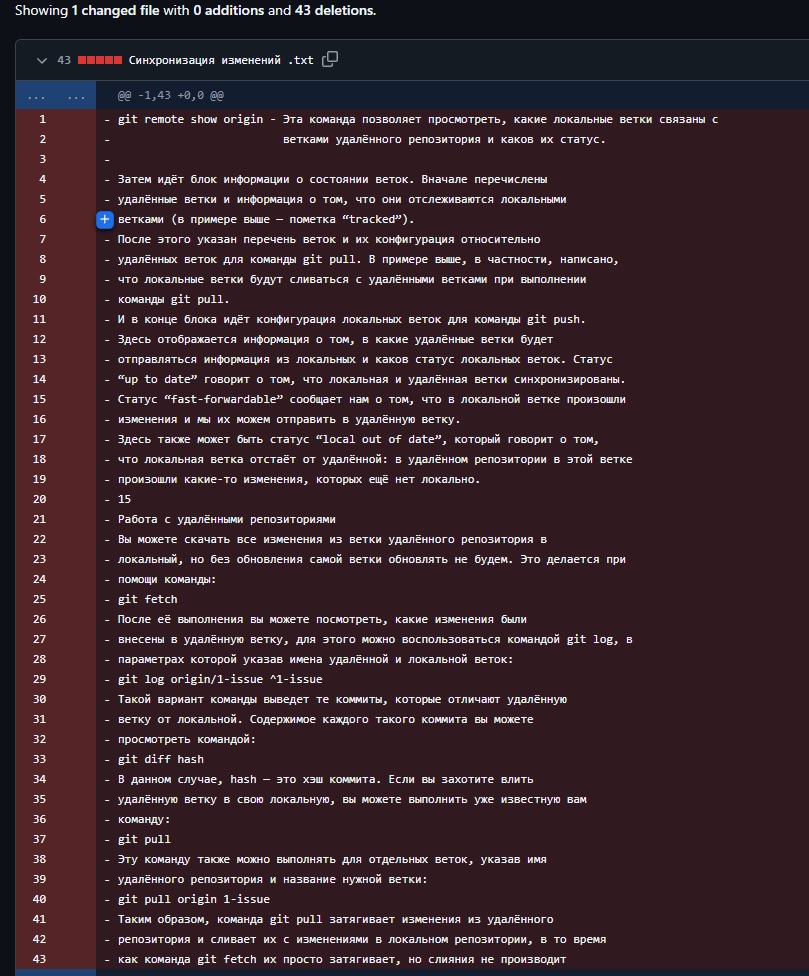 Showing 1 changed file with 0 additions and 43 deletions.
43 Синхронизация изменений .txt
... ... @@ -1,43 +0,0 @@
1 - git remote show origin - Эта команда позволяет просмотреть, какие локальные ветки связаны с
2 - ветками удалённого репозитория и каков их статус.
3 -
4 - Затем идёт блок информации о состоянии веток. Вначале перечислены
5 - удалённые ветки и информация о том, что они отслеживаются локальными
6 + ветками (в примере выше — пометка “tracked”).
7 - После этого указан перечень веток и их конфигурация относительно
8 - удалённых веток для команды git pull. В примере выше, в частности, написано,
9 - что локальные ветки будут сливаться с удалёнными ветками при выполнении
10 - команды git pull.
11 - И в конце блока идёт конфигурация локальных веток для команды git push.
12 - Здесь отображается информация о том, в какие удалённые ветки будет
13 - отправляться информация из локальных и каков статус локальных веток. Статус
14 - “up to date” говорит о том, что локальная и удалённая ветки синхронизированы.
15 - Статус “fast-forwardable” сообщает нам о том, что в локальной ветке произошли
16 - изменения и мы их можем отправить в удалённую ветку.
17 - Здесь также может быть статус “local out of date”, который говорит о том,
18 - что локальная ветка отстаёт от удалённой: в удалённом репозитории в этой ветке
19 - произошли какие-то изменения, которых ещё нет локально.
20 - 15
21 - Работа с удалёнными репозиториями
22 - Вы можете скачать все изменения из ветки удалённого репозитория в
23 - локальный, но без обновления самой ветки обновлять не будем. Это делается при
24 - помощи команды:
25 - git fetch
26 - После её выполнения вы можете посмотреть, какие изменения были
27 - внесены в удалённую ветку, для этого можно воспользоваться командой git log, в
28 - параметрах которой указав имена удалённой и локальной веток:
29 - git log origin/1-issue ^1-issue
30 - Такой вариант команды выведет те коммиты, которые отличают удалённую
31 - ветку от локальной. Содержимое каждого такого коммита вы можете
32 - просмотреть командой:
33 - git diff hash
34 - В данном случае, hash — это хэш коммита. Если вы захотите влить
35 - удалённую ветку в свою локальную, вы можете выполнить уже известную вам
36 - команду:
37 - git pull
38 - Эту команду также можно выполнять для отдельных веток, указав имя
39 - удалённого репозитория и название нужной ветки:
40 - git pull origin 1-issue
41 - Таким образом, команда git pull затягивает изменения из удалённого
42 - репозитория и сливает их с изменениями в локальном репозитории, в то время
43 - как команда git fetch их просто затягивает, но слияния не производит